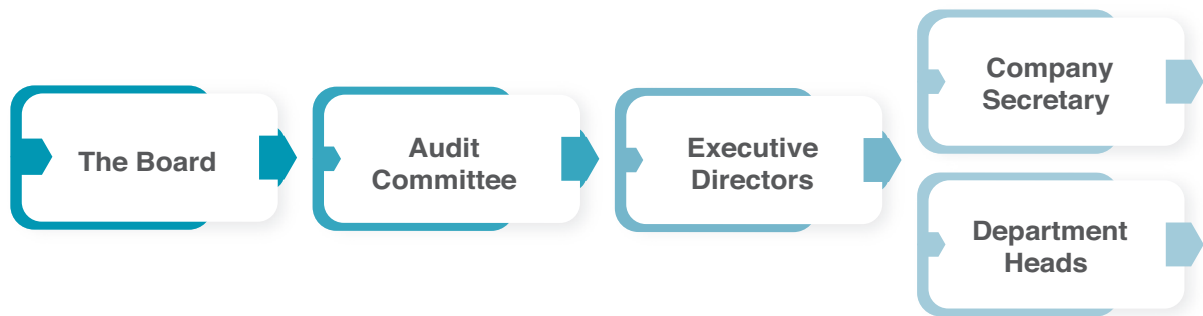 The Board
Audit
Committee
Executive
Directors
Company
Secretary
Department
Heads